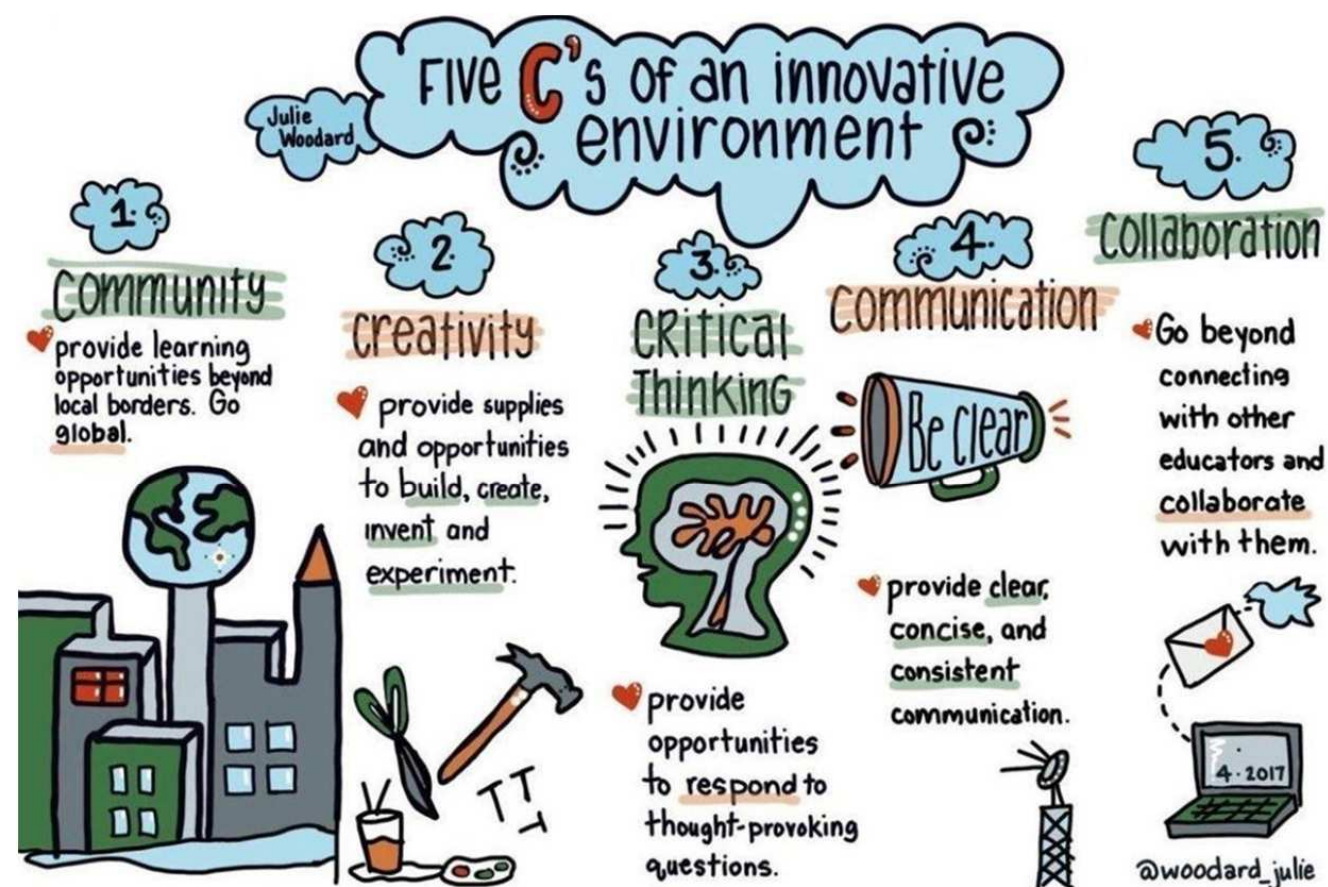 Five C's of an innovative
environment
Julie
Woodard
1.
Community
provide learning
opportunities beyond
local borders. Go
global.
2.
Creativity
provide supplies
and opportunities
to build, create,
invent and
experiment.
3.
Critical
Thinking
provide
opportunities
to respond to
thought-provoking
questions.
4.
Communication
Be clear
provide clear,
concise, and
consistent
communication.
5.
Collaboration
Go beyond
connecting
with other
educators and
collaborate
with them.
4.2017
@woodard_julie